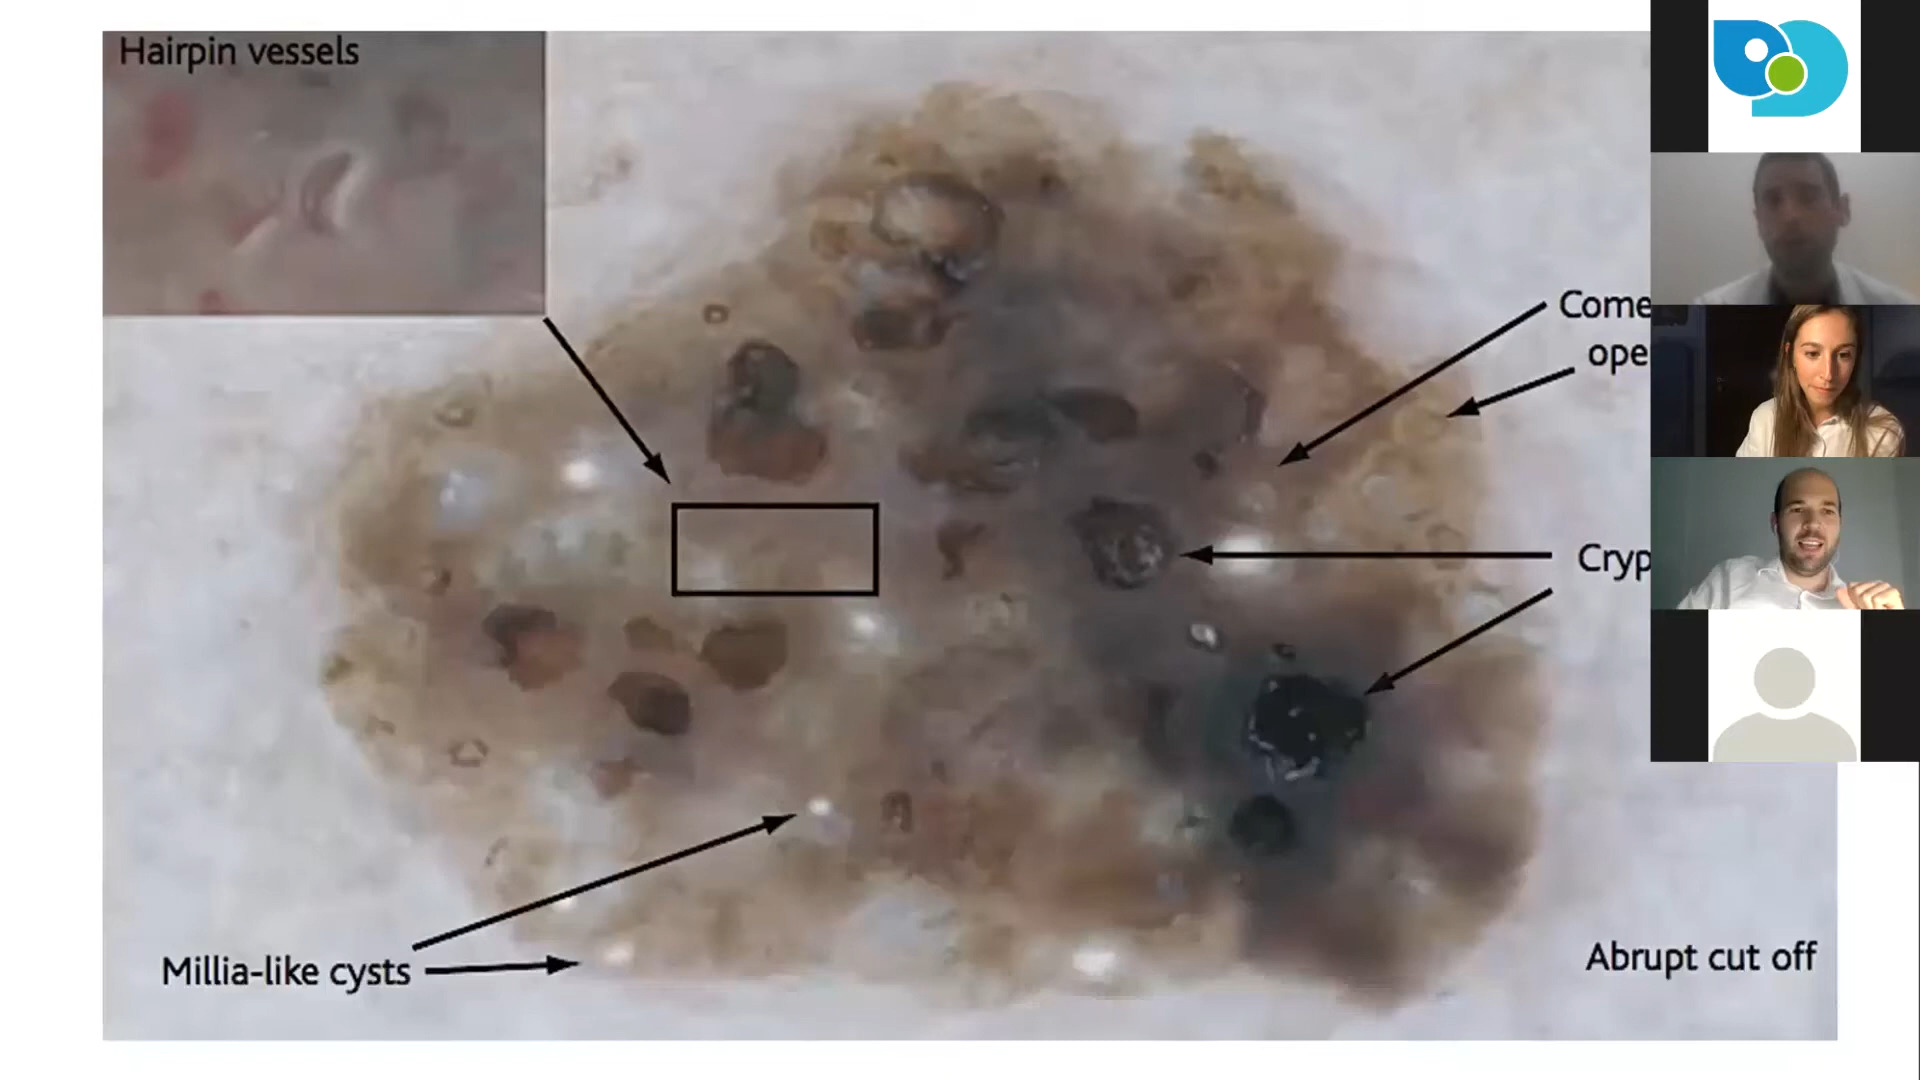 Hairpin vessels
Come
ope
Cryp
Millia-like cysts
Abrupt cut off